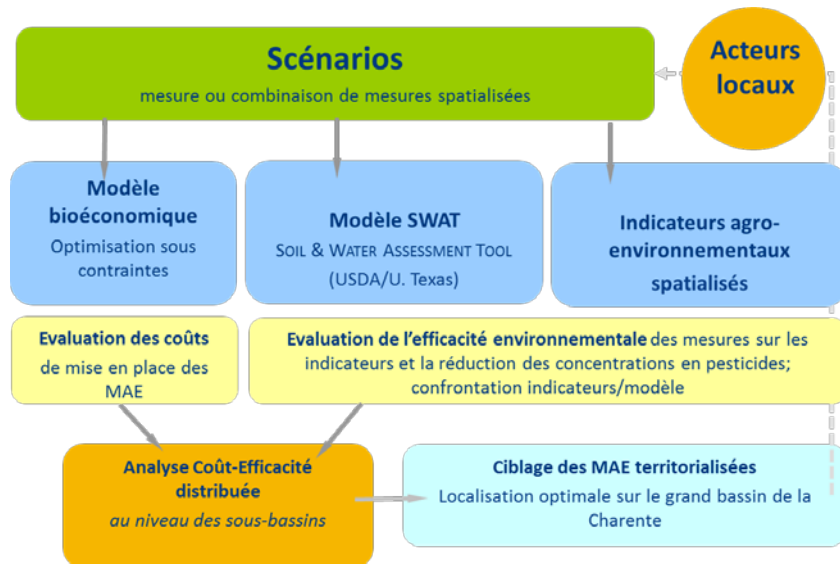 Scénarios
mesure ou combinaison de mesures spatialisées
Acteurs
locaux
Modèle
bioéconomique
Optimisation sous
contraintes
Modèle SWAT
SOIL & WATER ASSESSMENT TOOL
(USDA/U. Texas)
Indicateurs agro-
environnementaux
spatialisés
Evaluation des coûts
de mise en place des
MAE
Evaluation de l’efficacité environnementale des mesures sur les
indicateurs et la réduction des concentrations en pesticides;
confrontation indicateurs/modèle
Analyse Coût-Efficacité
distribuée
au niveau des sous-bassins
Ciblage des MAE territorialisées
Localisation optimale sur le grand bassin de la
Charente